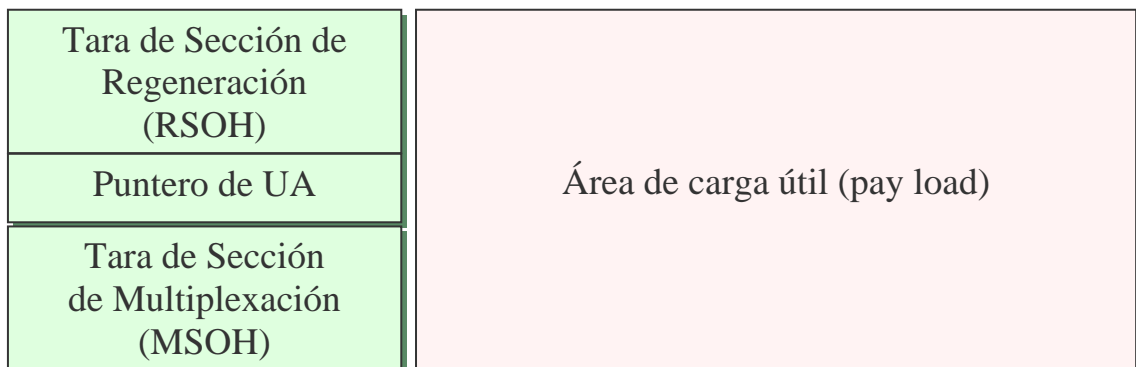 Tara de Sección de
Regeneración
(RSOH)
Puntero de UA
Tara de Sección
de Multiplexación
(MSOH)
Área de carga útil (pay load)